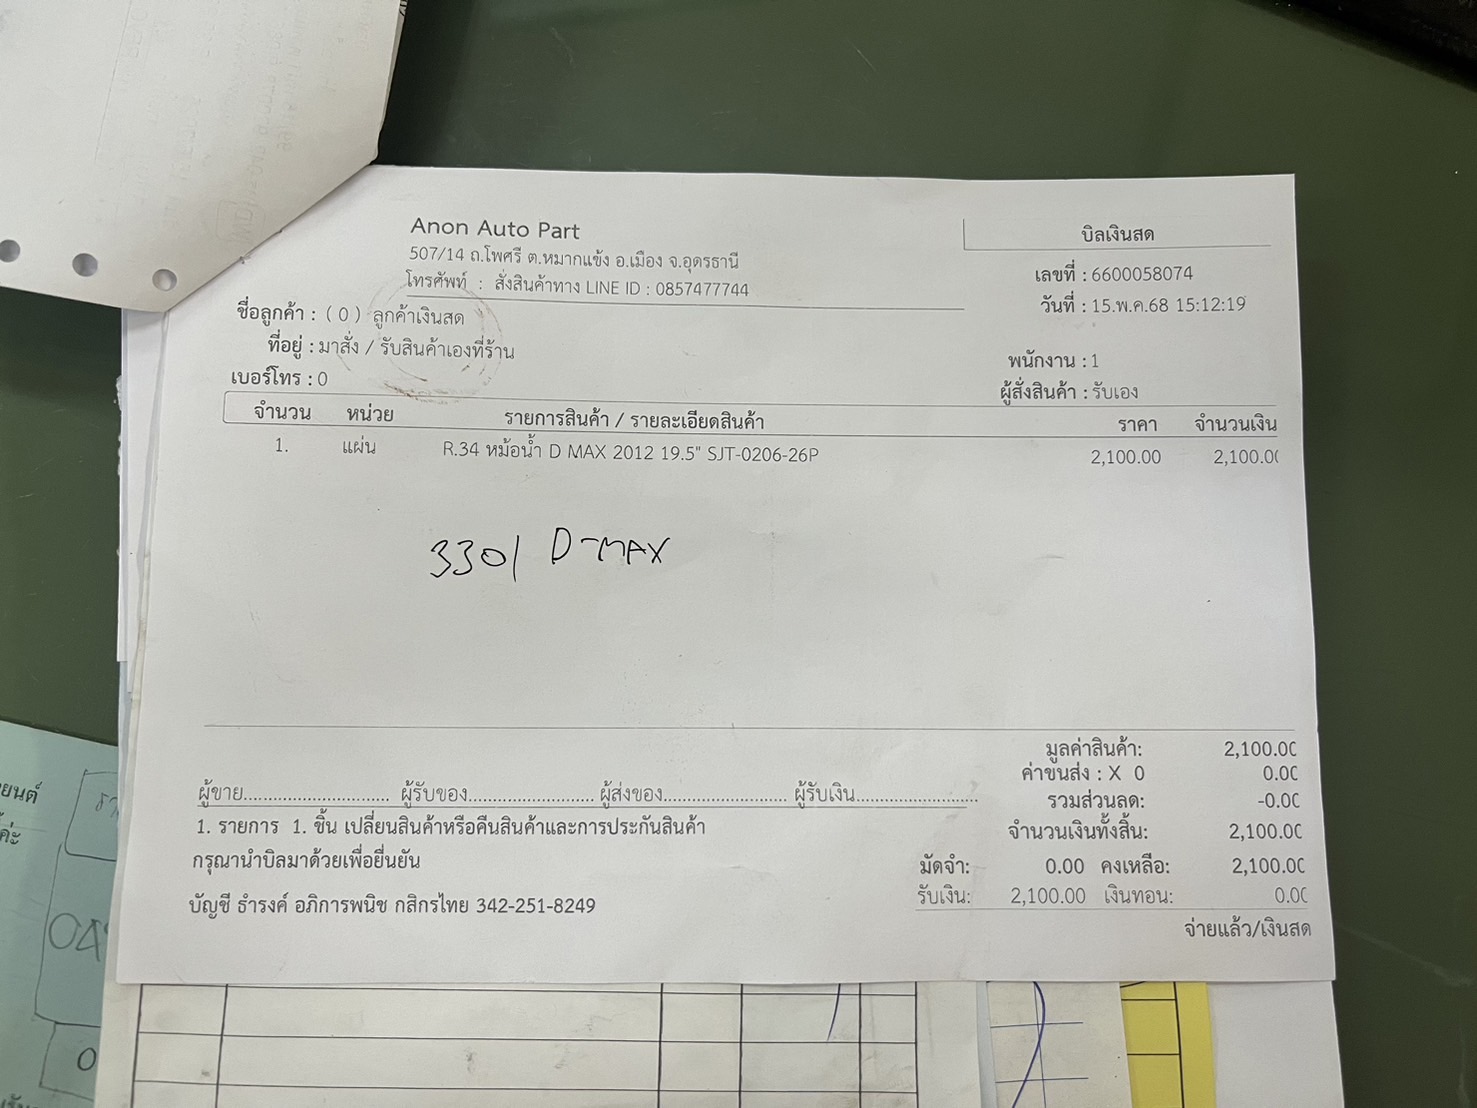 Anon Auto Part
507/14 ถ.โพศรี ต.หมากแข้ง อ.เมือง จ.อุดรธานี
โทรศัพท์ : สั่งสินค้าทาง LINE ID : 0857477744
บิลเงินสด
เลขที่ : 6600058074
วันที่ : 15.พ.ค.68 15:12:19
ชื่อลูกค้า : ( 0 ) ลูกค้าเงินสด
ที่อยู่ : มาสั่ง / รับสินค้าเองที่ร้าน
เบอร์โทร : 0
พนักงาน : 1
ผู้สั่งสินค้า : รับเอง
จำนวน หน่วย รายการสินค้า / รายละเอียดสินค้า ราคา จำนวนเงิน
1. แผ่น R.34 หม้อน้ำ D MAX 2012 19.5" SJT-0206-26P 2,100.00 2,100.00
3301 D-MAX
มูลค่าสินค้า: 2,100.00
ค่าขนส่ง : X 0 0.00
รวมส่วนลด: -0.00
จำนวนเงินทั้งสิ้น: 2,100.00
มัดจำ: 0.00 คงเหลือ: 2,100.00
รับเงิน: 2,100.00 เงินทอน: 0.00
จ่ายแล้ว/เงินสด
ผู้ขาย............................ ผู้รับของ.......................... ผู้ส่งของ.......................... ผู้รับเงิน..........................
1. รายการ 1. ชิ้น เปลี่ยนสินค้าหรือคืนสินค้าและการประกันสินค้า
กรุณานำบิลมาด้วยเพื่อยืนยัน
บัญชี ธำรงค์ อภิการพนิช กสิกรไทย 342-251-8249